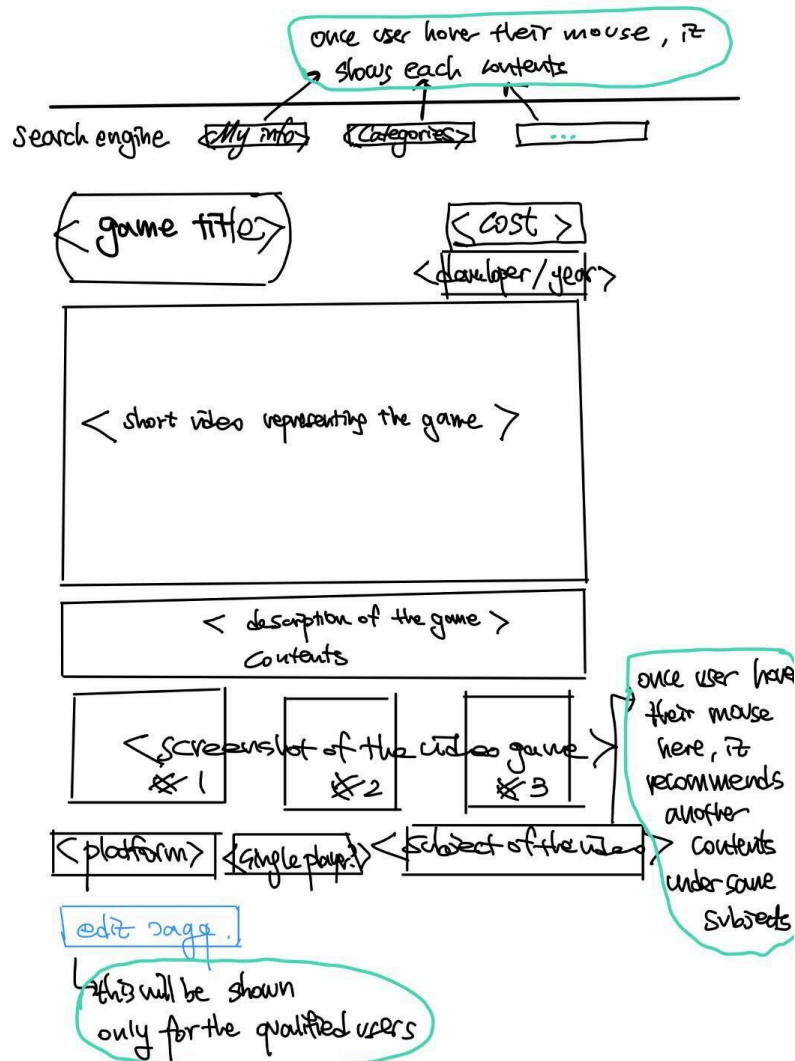 once user hover their mouse, it
shows each contents
Search engine <My info> <Categories> ...
< game title> < cost >
<developer/year>
< short video representing the game >
< description of the game >
contents
<screenshot of the video game >
※1 ※2 ※3
once user hover
their mouse
here, it
recommends
another
contents
under same
subjects
<platform> <single player?> <subject of the video>
edit
this will be shown
only for the qualified users